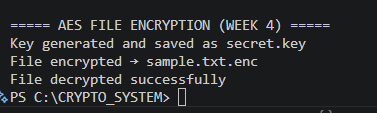 ===== AES FILE ENCRYPTION (WEEK 4) =====
Key generated and saved as secret.key
File encrypted → sample.txt.enc
File decrypted successfully
PS C:\CRYPTO_SYSTEM>